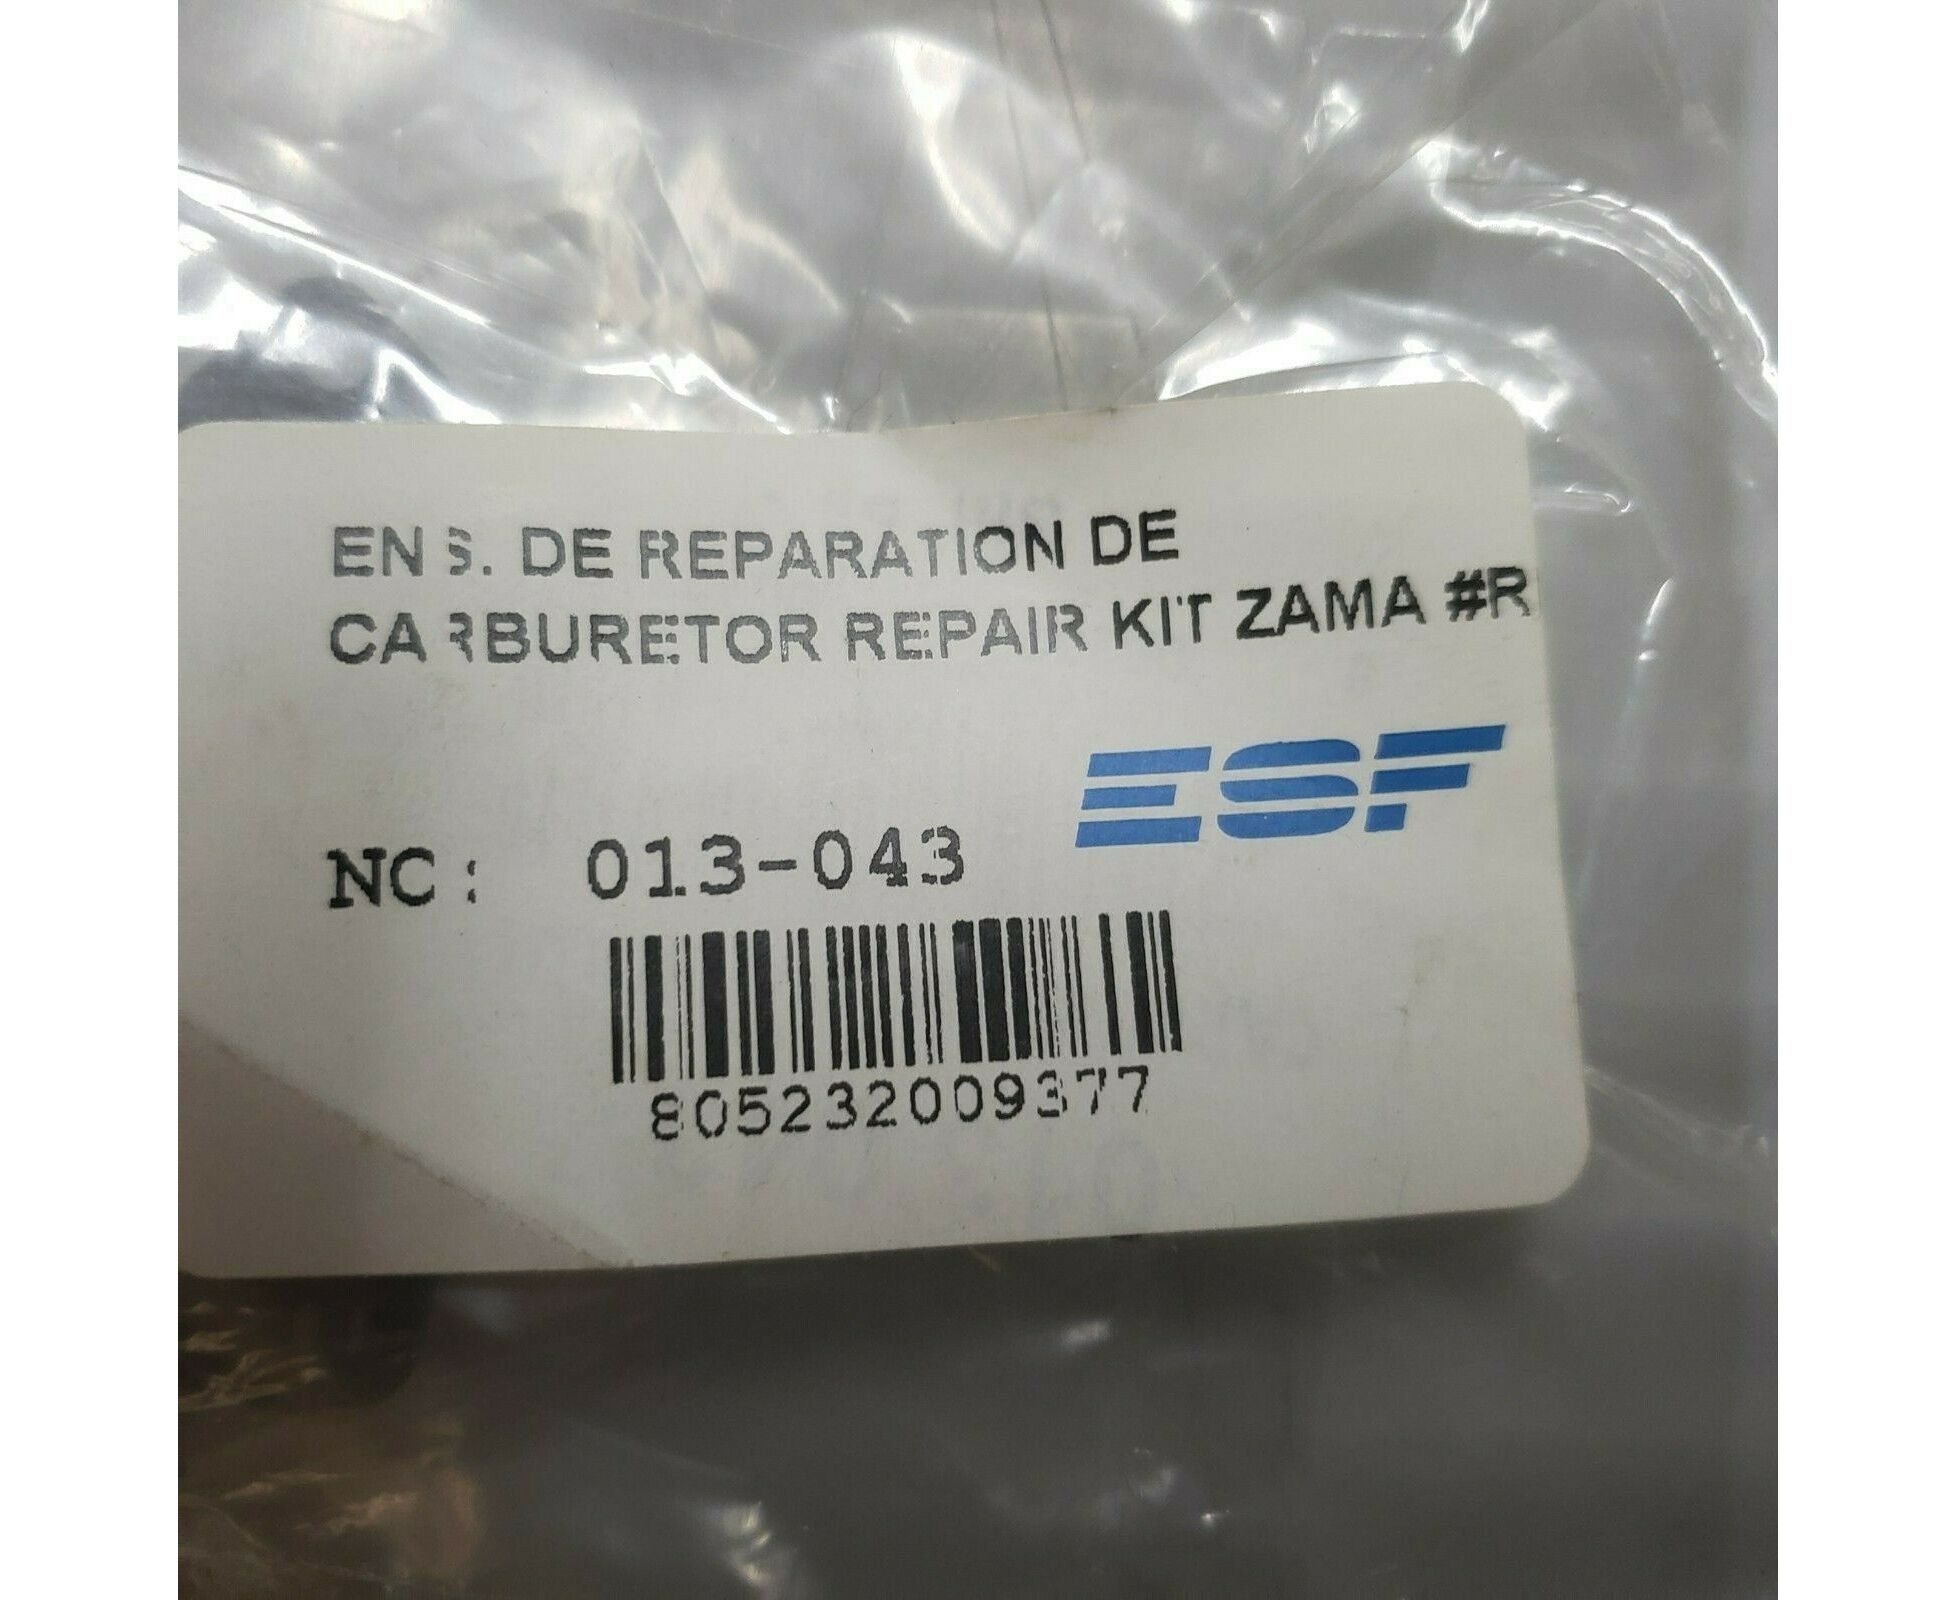 ENS. DE REPARATION DE
CARBURETOR REPAIR KIT ZAMA #R
ESF
NC: 013-043
805232009377